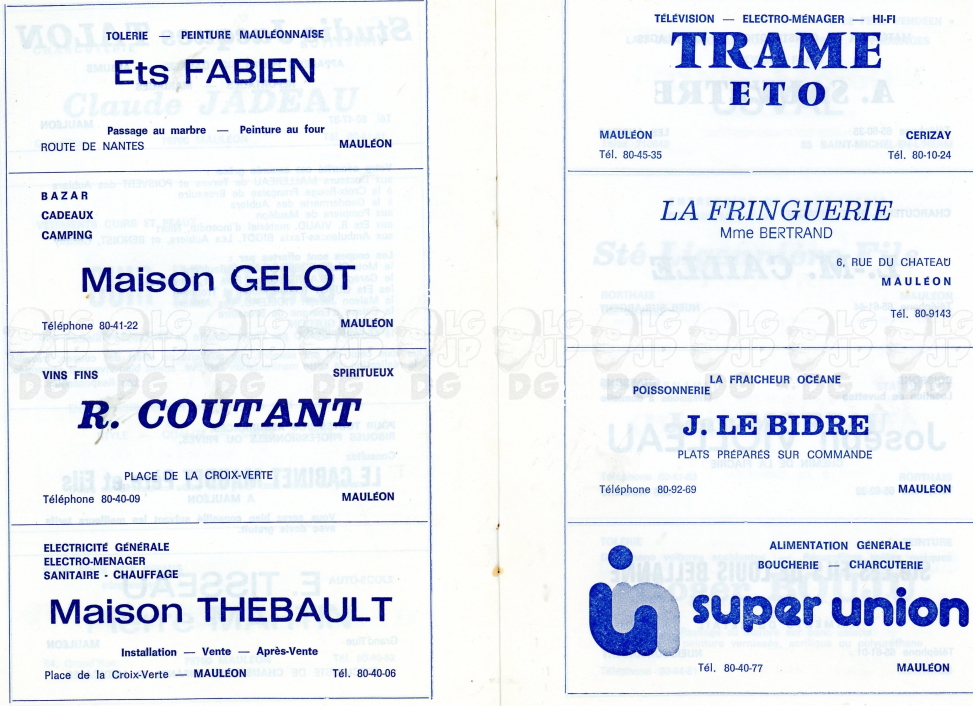 TOLERIE — PEINTURE MAULÉONNAISE
Ets FABIEN
Passage au marbre — Peinture au four
ROUTE DE NANTES MAULÉON
BAZAR
CADEAUX
CAMPING
Maison GELOT
Téléphone 80-41-22 MAULÉON
VINS FINS SPIRITUEUX
R. COUTANT
PLACE DE LA CROIX-VERTE
Téléphone 80-40-09 MAULÉON
ELECTRICITÉ GÉNÉRALE
ELECTRO-MENAGER
SANITAIRE - CHAUFFAGE
Maison THEBAULT
Installation — Vente — Après-Vente
Place de la Croix-Verte — MAULÉON Tél. 80-40-06
TÉLÉVISION — ELECTRO-MÉNAGER — HI-FI
TRAME
ETO
MAULÉON CERIZAY
Tél. 80-45-35 Tél. 80-10-24
LA FRINGUERIE
Mme BERTRAND
6, RUE DU CHATEAU
MAULÉON
Tél. 80-9143
LA FRAICHEUR OCÉANE
POISSONNERIE
J. LE BIDRE
PLATS PRÉPARÉS SUR COMMANDE
Téléphone 80-92-69 MAULÉON
ALIMENTATION GÉNÉRALE
BOUCHERIE — CHARCUTERIE
super union
Tél. 80-40-77 MAULÉON